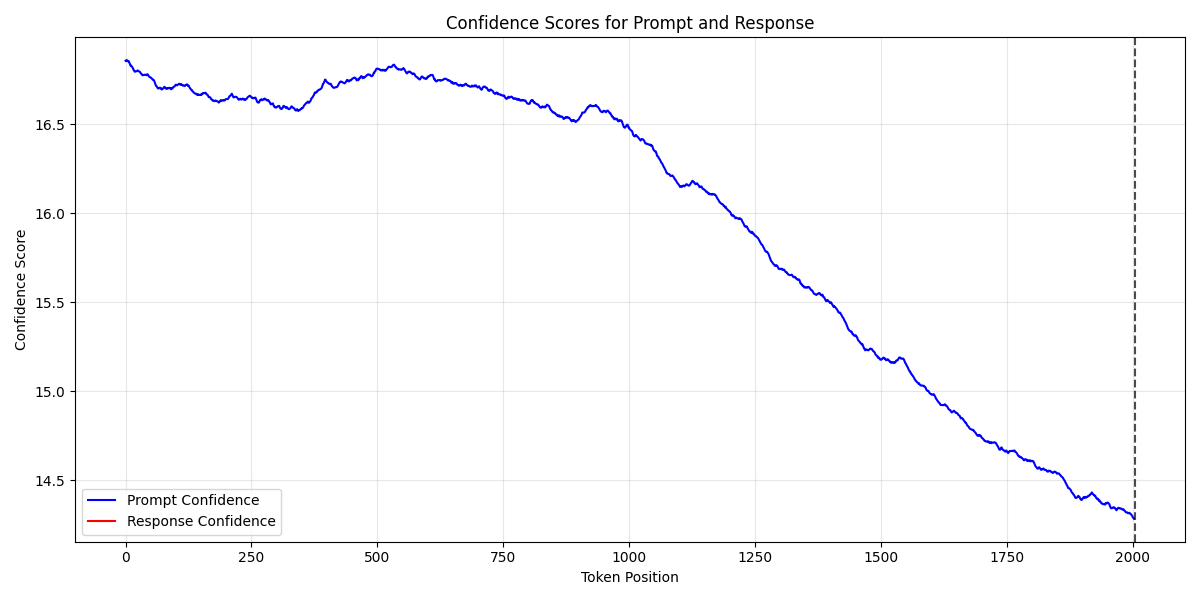 Confidence Scores for Prompt and Response
Confidence Score
16.5
16.0
15.5
15.0
14.5
Prompt Confidence
Response Confidence
0 250 500 750 1000 1250 1500 1750 2000
Token Position